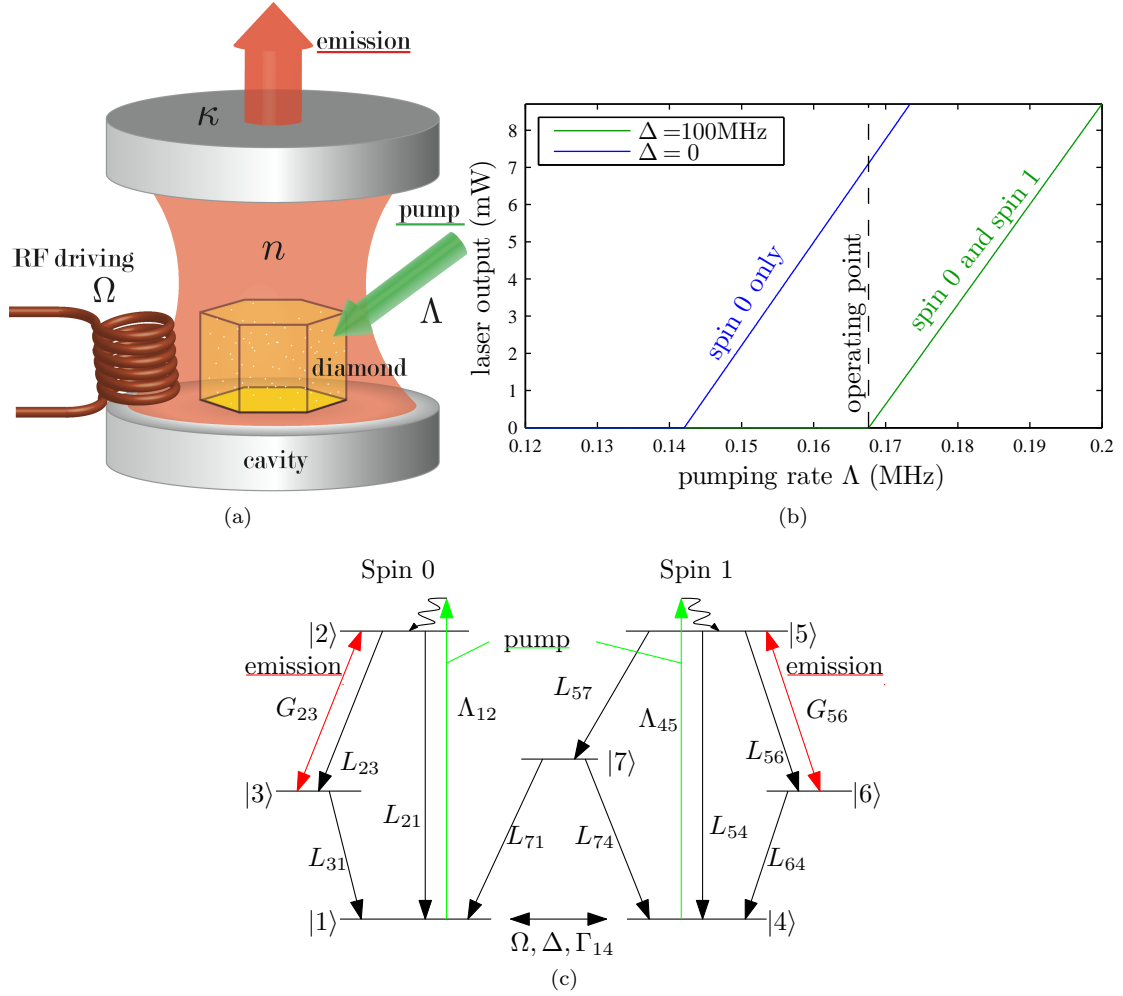 emission
κ
pump
n
RF driving
Ω
Λ
diamond
cavity
(a)
laser output (mW)
8
7
6
5
4
3
2
1
0
Δ=100MHz
Δ = 0
spin 0 only
operating point
spin 0 and spin 1
0.12 0.13 0.14 0.15 0.16 0.17 0.18 0.19 0.2
pumping rate Λ (MHz)
(b)
Spin 0 Spin 1
|2⟩ |5⟩
pump
emission emission
L57
G23 Λ12 Λ45 G56
L23 |7⟩ L56
|3⟩ |6⟩
L21 L71 L74 L54
L31 L64
|1⟩ |4⟩
Ω, Δ, Γ14
(c)